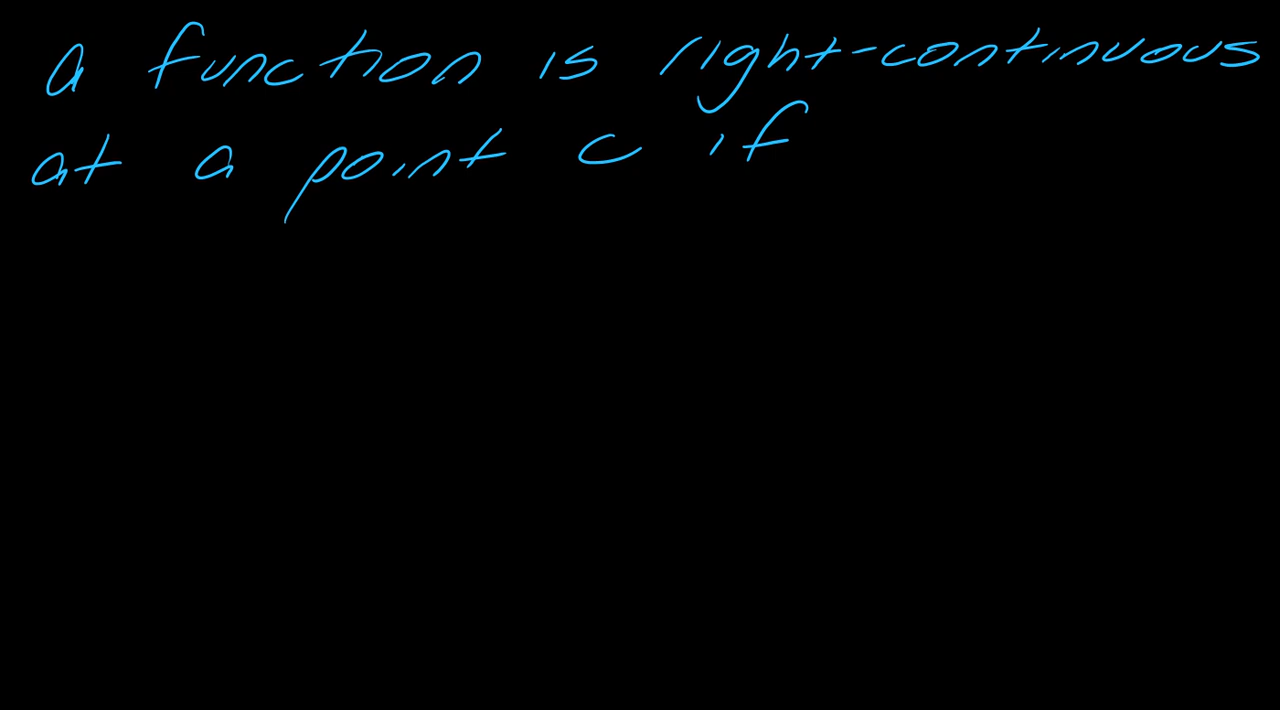 a function is right-continuous
at a point c if